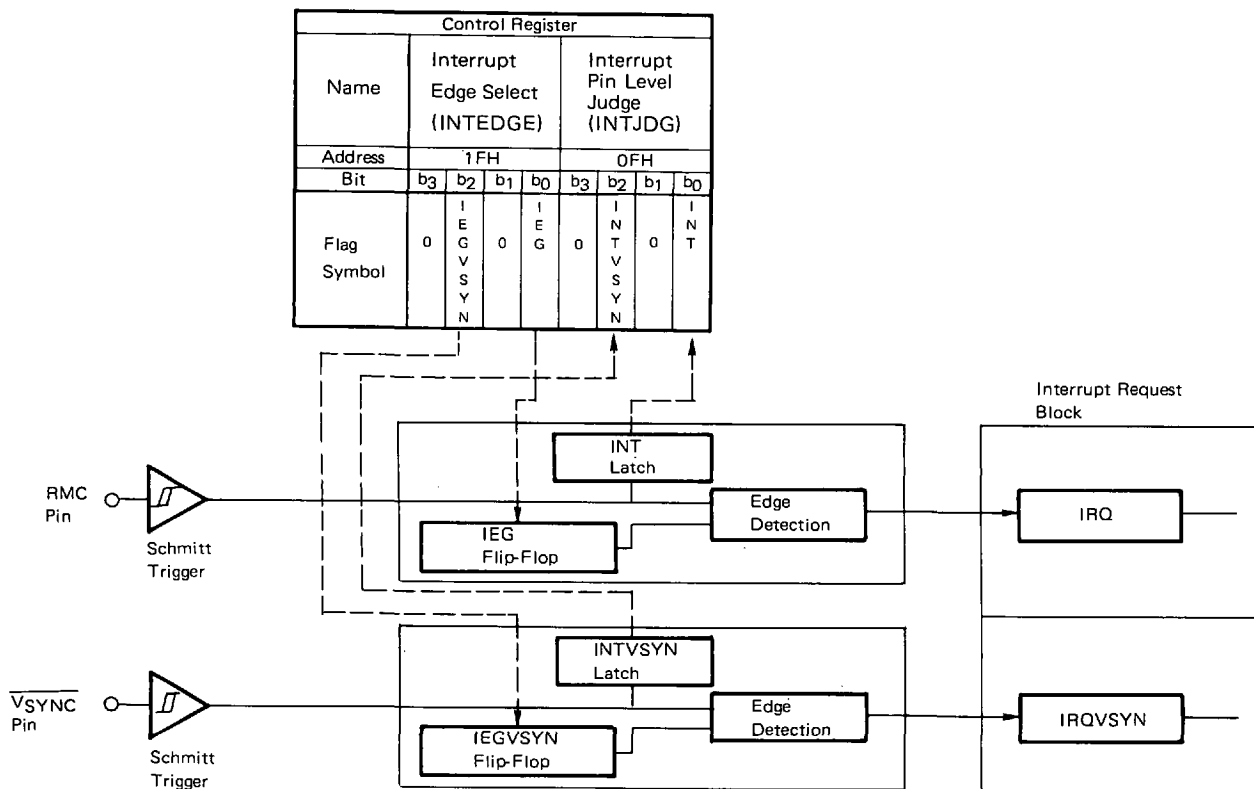 Control Register
Name
Interrupt
Edge Select
(INTEDGE)
Interrupt
Pin Level
Judge
(INTJDG)
Address
1FH
0FH
Bit
b3 b2 b1 b0 b3 b2 b1 b0
Flag
Symbol
0
IEGVSYN
0
IEG
0
INTVSYN
0
INT
Interrupt Request
Block
RMC
Pin
Schmitt
Trigger
INT
Latch
IEG
Flip-Flop
Edge
Detection
IRQ
VSYNC
Pin
Schmitt
Trigger
INTVSYN
Latch
IEGVSYN
Flip-Flop
Edge
Detection
IRQVSYN